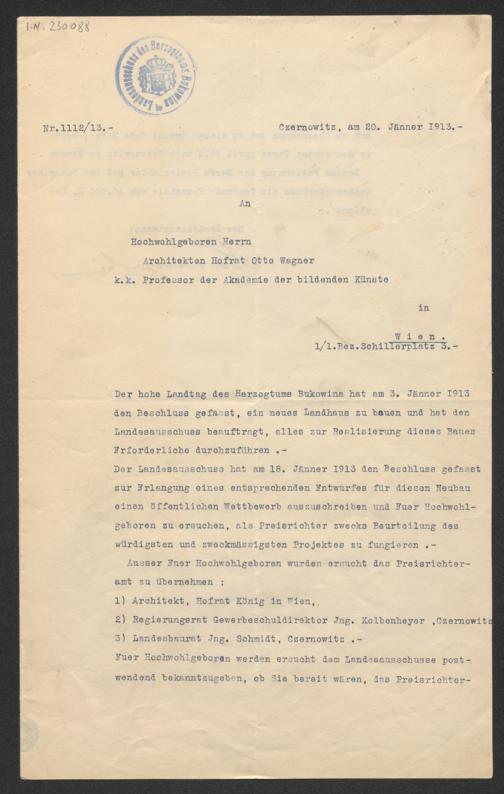 I.N. 230088
Landesausschuss des Herzogthums Bukowina
Nr.1112/13.-
Czernowitz, am 20. Jänner 1913.-
An
Hochwohlgeboren Herrn
Architekten Hofrat Otto Wagner
k.k. Professor der Akademie der bildenden Künste
in
Wien.
1/1.Bez.Schillerplatz 3.-
Der hohe Landtag des Herzogtums Bukowina hat am 3. Jänner 1913
den Beschluss gefasst, ein neues Landhaus zu bauen und hat den
Landesausschuss beauftragt, alles zur Realisierung dieses Baues
Erforderliche durchzuführen .-
Der Landesausschuss hat am 18. Jänner 1913 den Beschluss gefasst
zur Erlangung eines entsprechenden Entwurfes für diesen Neubau
einen öffentlichen Wettbewerb auszuschreiben und Euer Hochwohl-
geboren zu ersuchen, als Preisrichter zwecks Beurteilung des
würdigsten und zweckmässigsten Projektes zu fungieren .-
Ausser Euer Hochwohlgeboren wurden ersucht das Preisrichter-
amt zu übernehmen :
1) Architekt, Hofrat König in Wien,.
2) Regierungsrat Gewerbeschuldirektor Jng. Kolbenheyer ,Czernowitz
3) Landesbaurat Jng. Schmidt, Czernowitz .-
Euer Hochwohlgeboren werden ersucht dem Landesausschusse post-
wendend bekanntzugeben, ob Sie bereit wären, das Preisrichter-